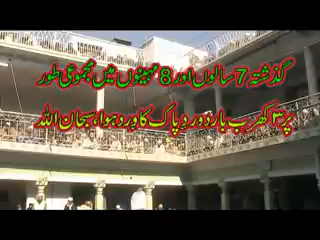 گذشتہ 7 سالوں اور 8 مہینوں میں مجموعی طور
پر ۳ کھرب بار درود پاک کا ورد ہوا، سبحان اللہ